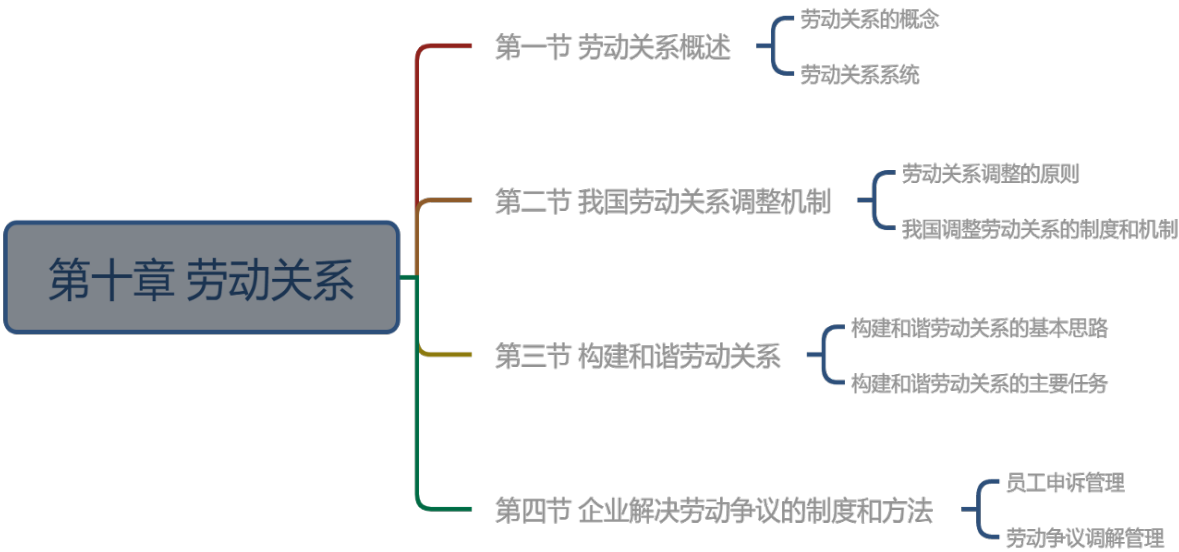 第十章 劳动关系
第一节 劳动关系概述
劳动关系的概念
劳动关系系统
第二节 我国劳动关系调整机制
劳动关系调整的原则
我国调整劳动关系的制度和机制
第三节 构建和谐劳动关系
构建和谐劳动关系的基本思路
构建和谐劳动关系的主要任务
第四节 企业解决劳动争议的制度和方法
员工申诉管理
劳动争议调解管理